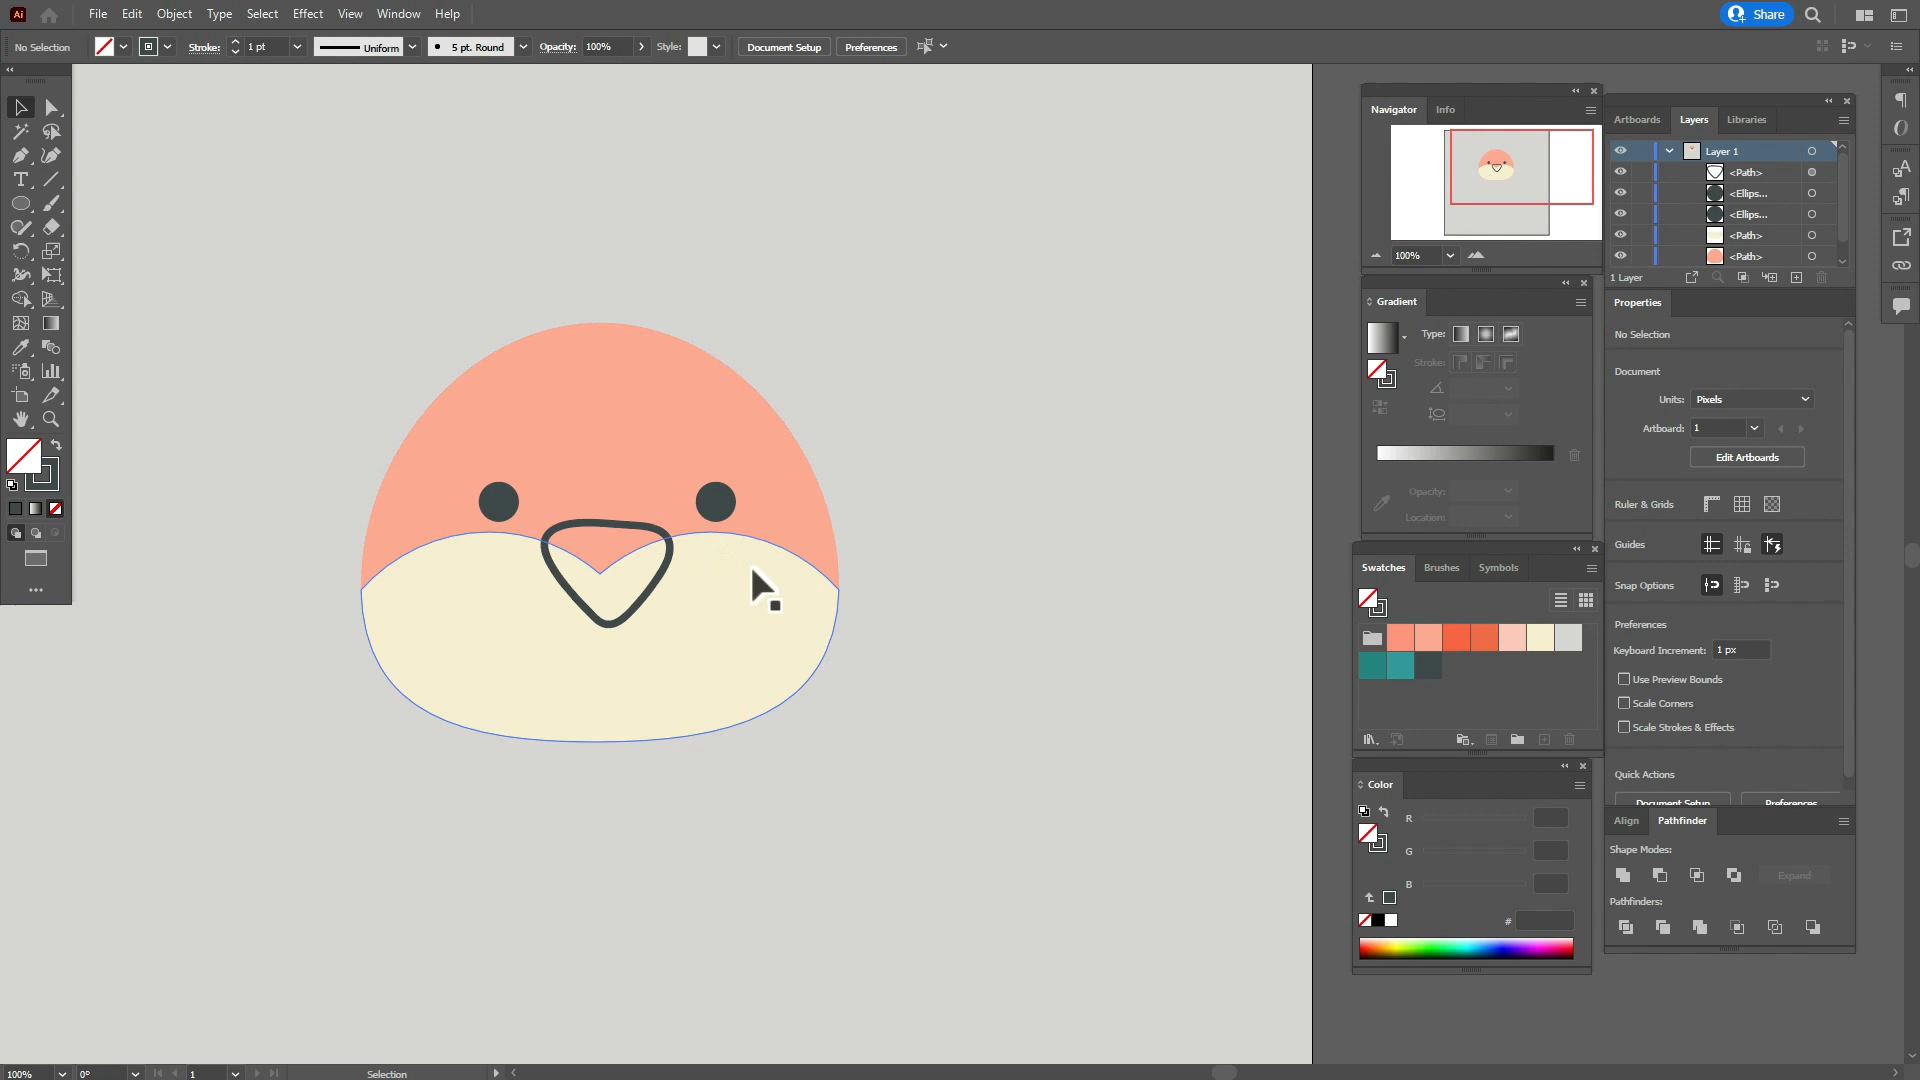 Ai File Edit Object Type Select Effect View Window Help Share
No Selection Stroke: 1 pt Uniform 5 pt. Round Opacity: 100% Style: Document Setup Preferences
Navigator Info
100%
Artboards Layers Libraries
Layer 1
<Path>
<Ellips...
<Ellips...
<Path>
<Path>
1 Layer
Gradient
Type:
Stroke:
Opacity:
Location:
Properties
No Selection
Document
Units: Pixels
Artboard: 1
Edit Artboards
Ruler & Grids
Guides
Snap Options
Preferences
Keyboard Increment: 1 px
Use Preview Bounds
Scale Corners
Scale Strokes & Effects
Quick Actions
Document Setup Preferences
Swatches Brushes Symbols
Color
R
G
B
#
Align Pathfinder
Shape Modes:
Expand
Pathfinders:
100% 0° 1 Selection